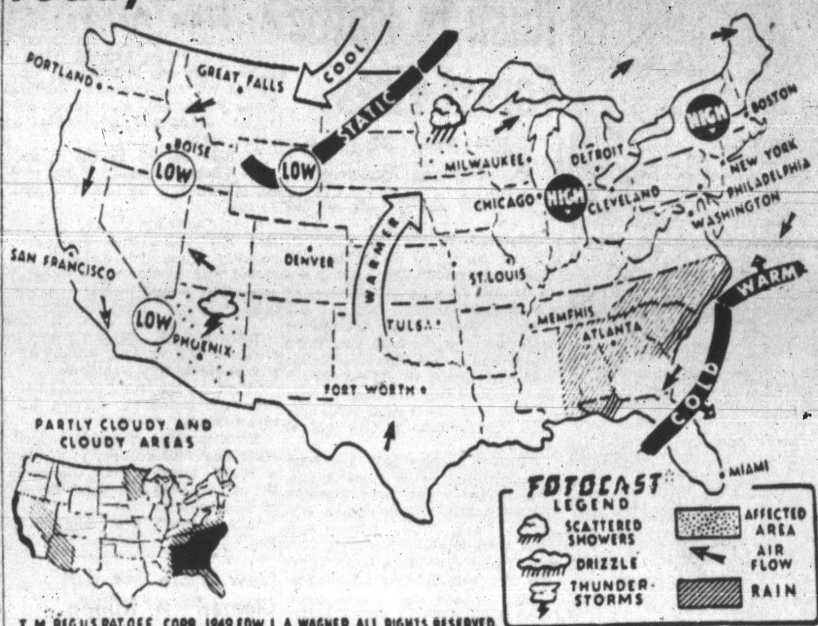 COOL
PORTLAND
GREAT FALLS
STATIC
HIGH
BOSTON
BOISE
LOW
LOW
MILWAUKEE
DETROIT
NEW YORK
PHILADELPHIA
CHICAGO
HIGH
CLEVELAND
WASHINGTON
WARMER
SAN FRANCISCO
DENVER
ST. LOUIS
WARM
LOW
PHOENIX
TULSA
MEMPHIS
ATLANTA
FORT WORTH
COLD
MIAMI
PARTLY CLOUDY AND
CLOUDY AREAS
FOTOCAST
LEGEND
SCATTERED
SHOWERS
DRIZZLE
THUNDER-
STORMS
AFFECTED
AREA
AIR
FLOW
RAIN
T. M. REG. U.S. PAT. OFF. COPR. 1949 EDW. L. A. WAGNER. ALL RIGHTS RESERVED